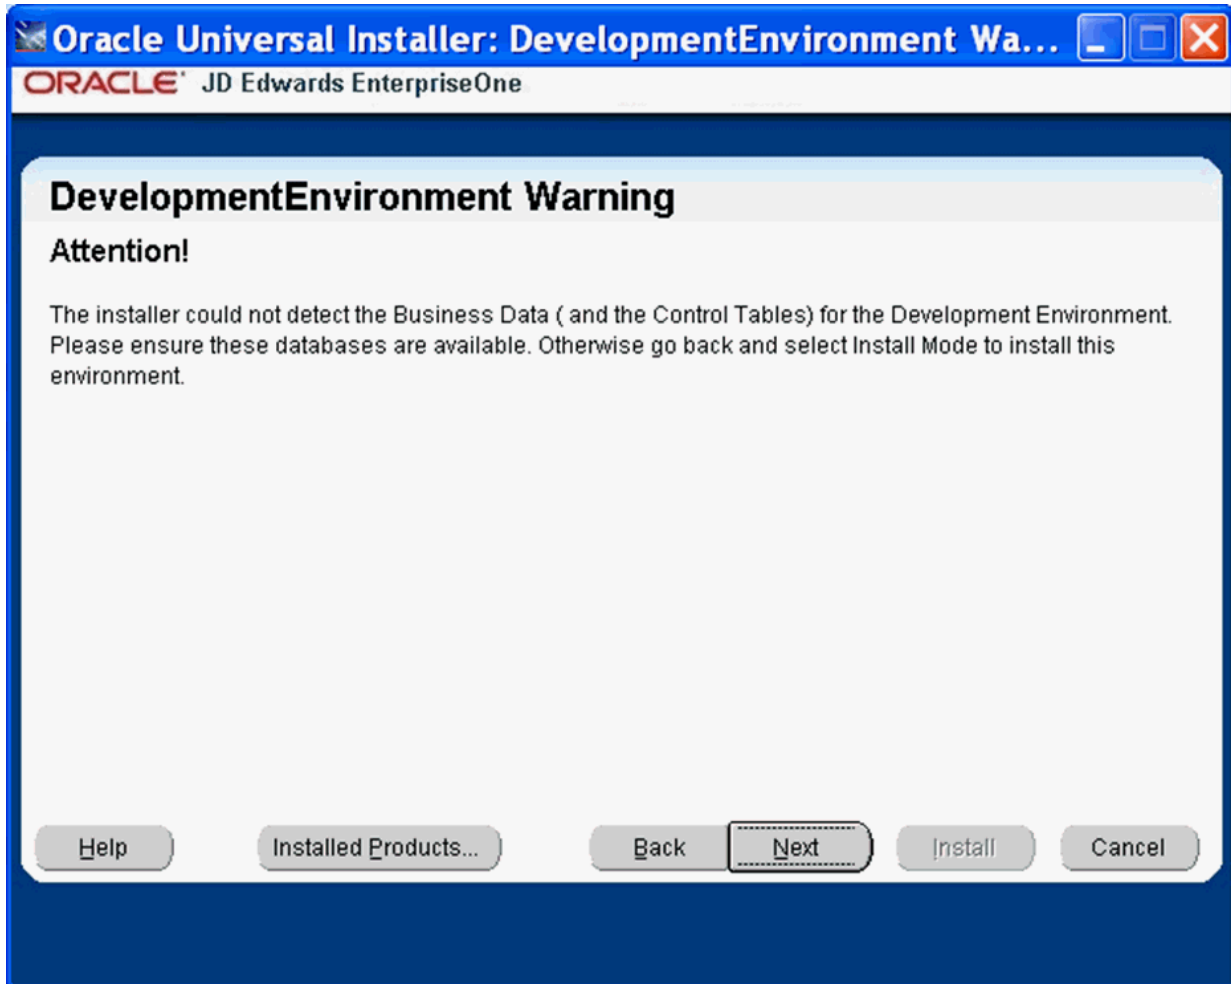 Oracle Universal Installer: DevelopmentEnvironment Wa...
ORACLE' JD Edwards EnterpriseOne
DevelopmentEnvironment Warning
Attention!
The installer could not detect the Business Data ( and the Control Tables) for the Development Environment.
Please ensure these databases are available. Otherwise go back and select Install Mode to install this
environment.
Help Installed Products... Back Next Install Cancel